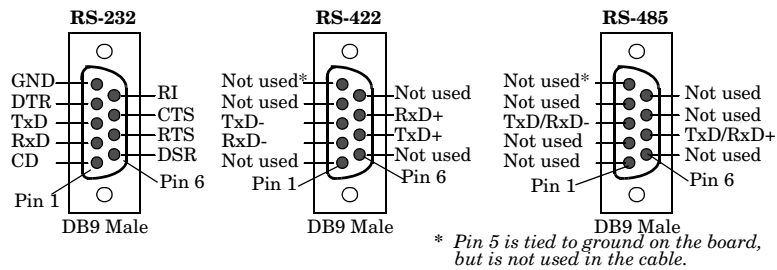 RS-232
GND
DTR
TxD
RxD
CD
RI
CTS
RTS
DSR
Pin 1
Pin 6
DB9 Male
RS-422
Not used*
Not used
TxD-
RxD-
Not used
Not used
RxD+
TxD+
Not used
Pin 1
Pin 6
DB9 Male
RS-485
Not used*
Not used
TxD/RxD-
Not used
Not used
Not used
Not used
TxD/RxD+
Not used
Pin 1
Pin 6
DB9 Male
* Pin 5 is tied to ground on the board,
but is not used in the cable.